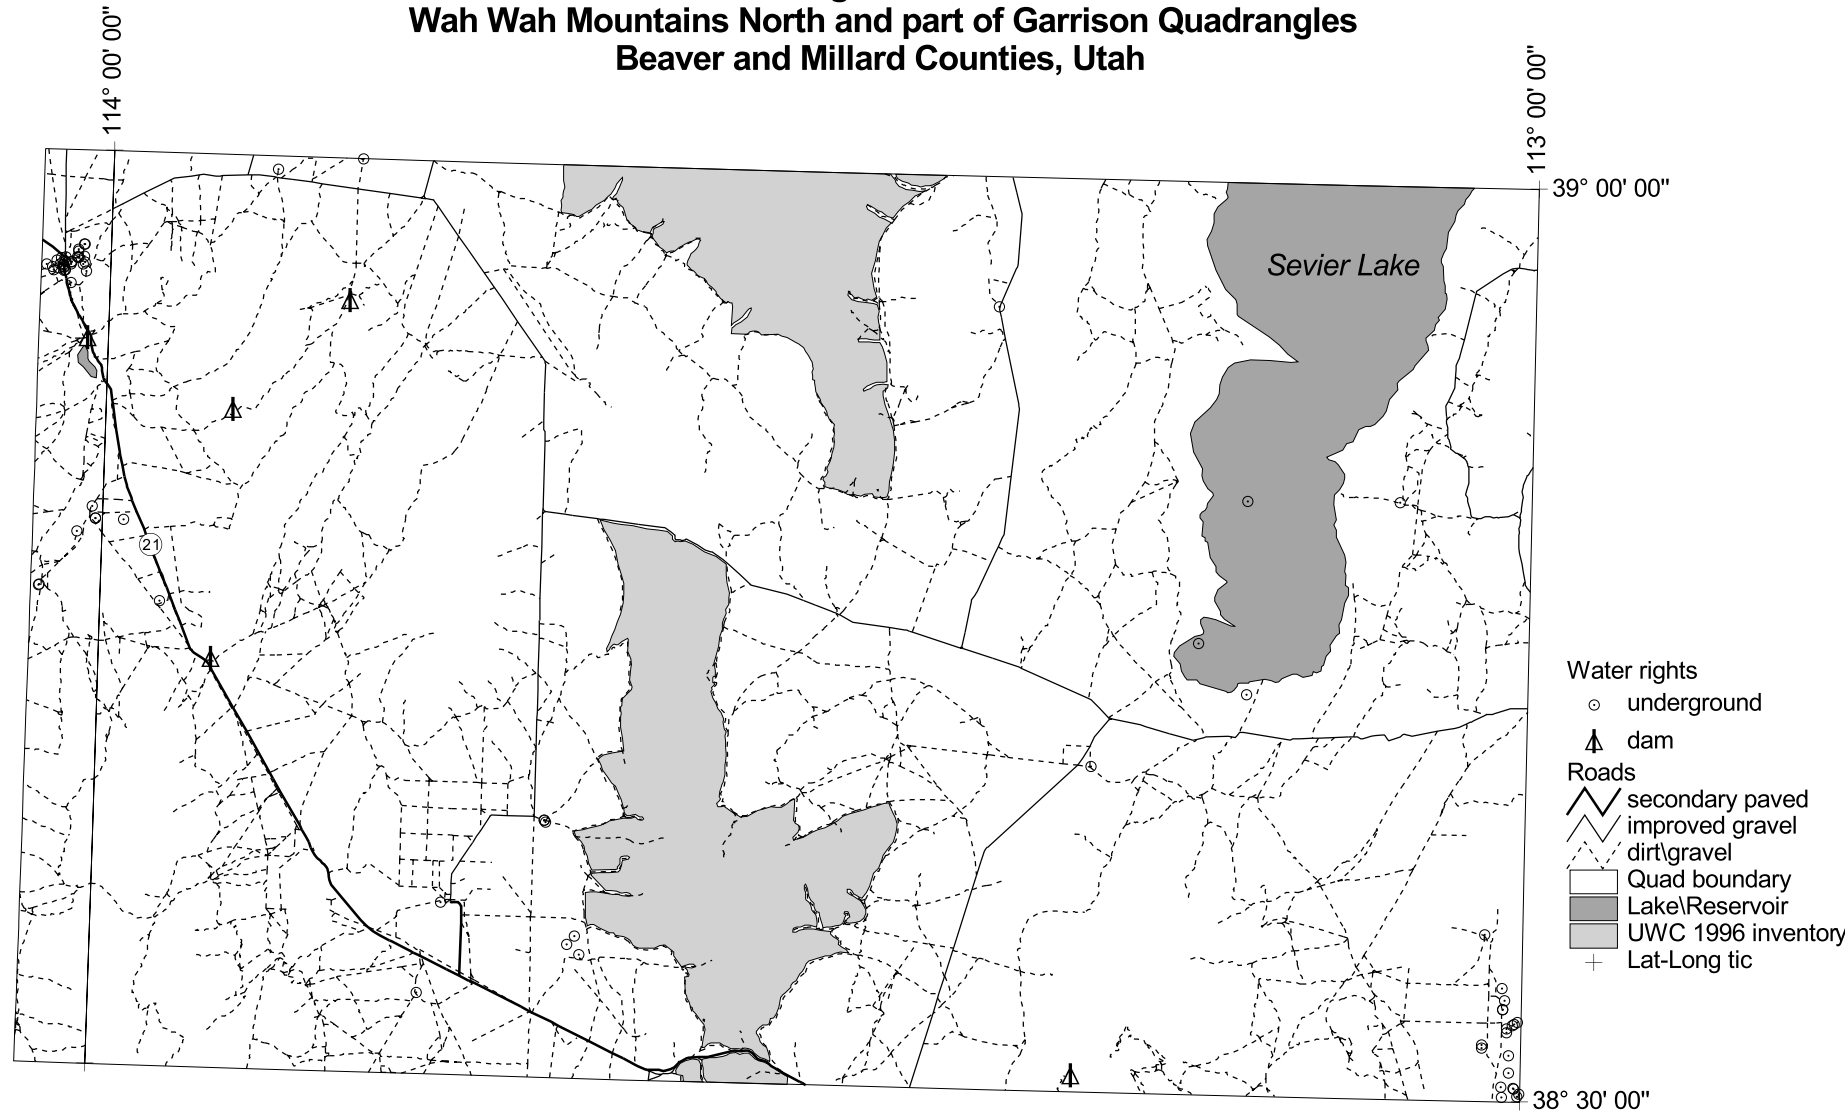 Wah Wah Mountains North and part of Garrison Quadrangles
Beaver and Millard Counties, Utah
114° 00' 00"
113° 00' 00"
39° 00' 00"
Sevier Lake
21
Water rights
underground
dam
Roads
secondary paved
improved gravel
dirt\gravel
Quad boundary
Lake\Reservoir
UWC 1996 inventory
Lat-Long tic
38° 30' 00"